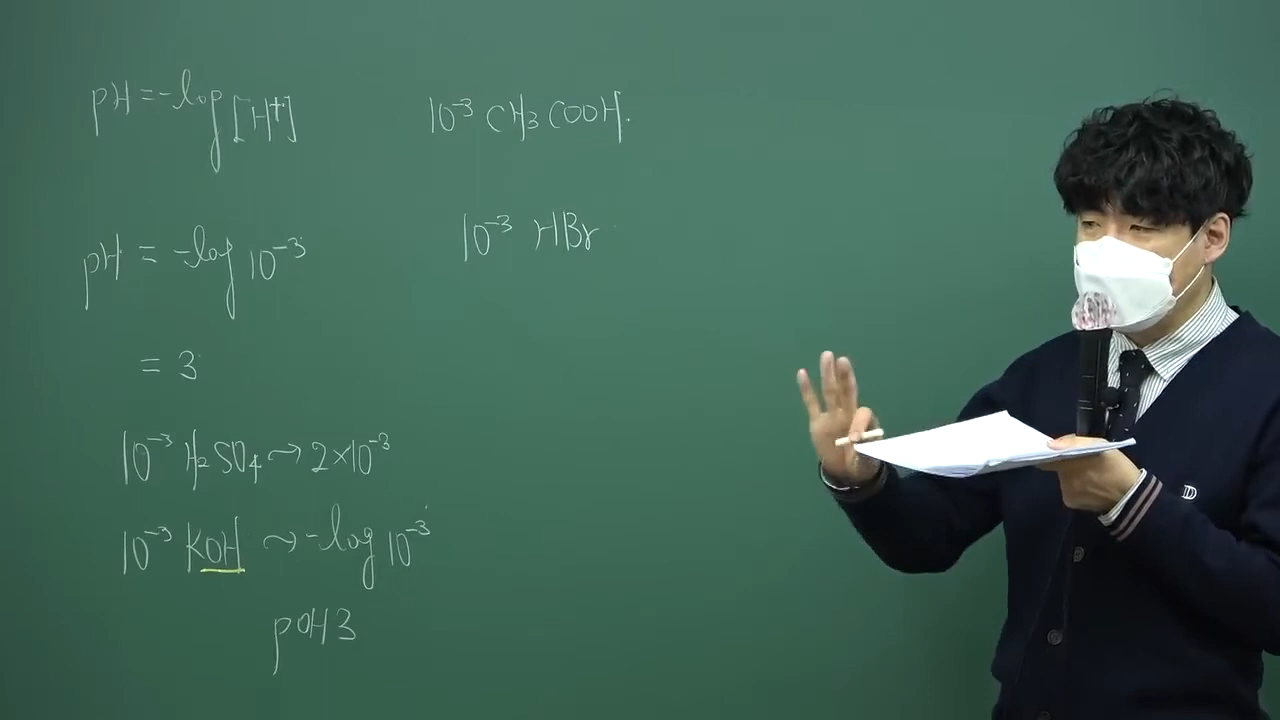 pH = -log [H⁺]
pH = -log 10⁻³
= 3
10⁻³ H₂SO₄ → 2×10⁻³
10⁻³ KOH → -log 10⁻³
pOH 3
10⁻³ CH₃COOH.
10⁻³ HBr
D